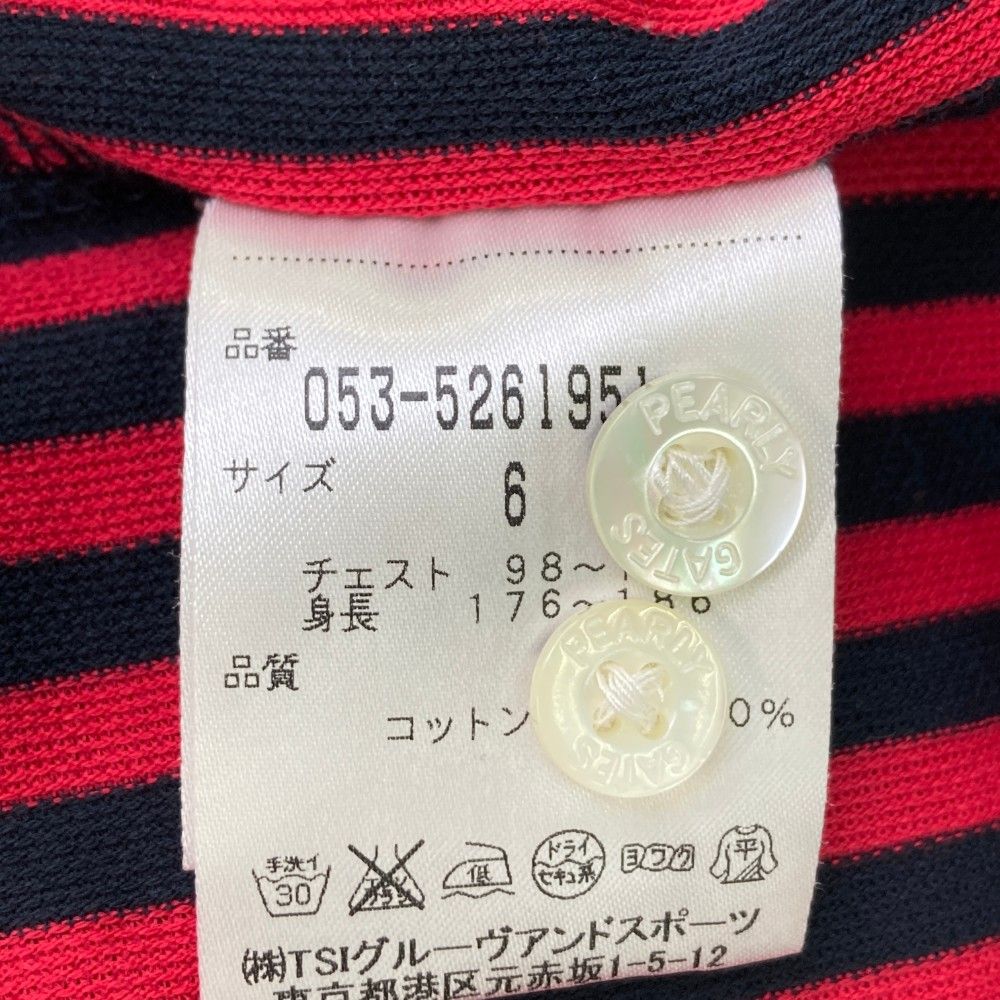 品番
053-5261951
PEARLY
GATES
サイズ 6
チェスト 98～1
身長 176～186
PEARLY
GATES
品質
コットン 0%
手洗イ
30
低
ドライ
セキユ系
ヨワク
平
(株)TSIグルーヴアンドスポーツ
東京都港区元赤坂1-5-12